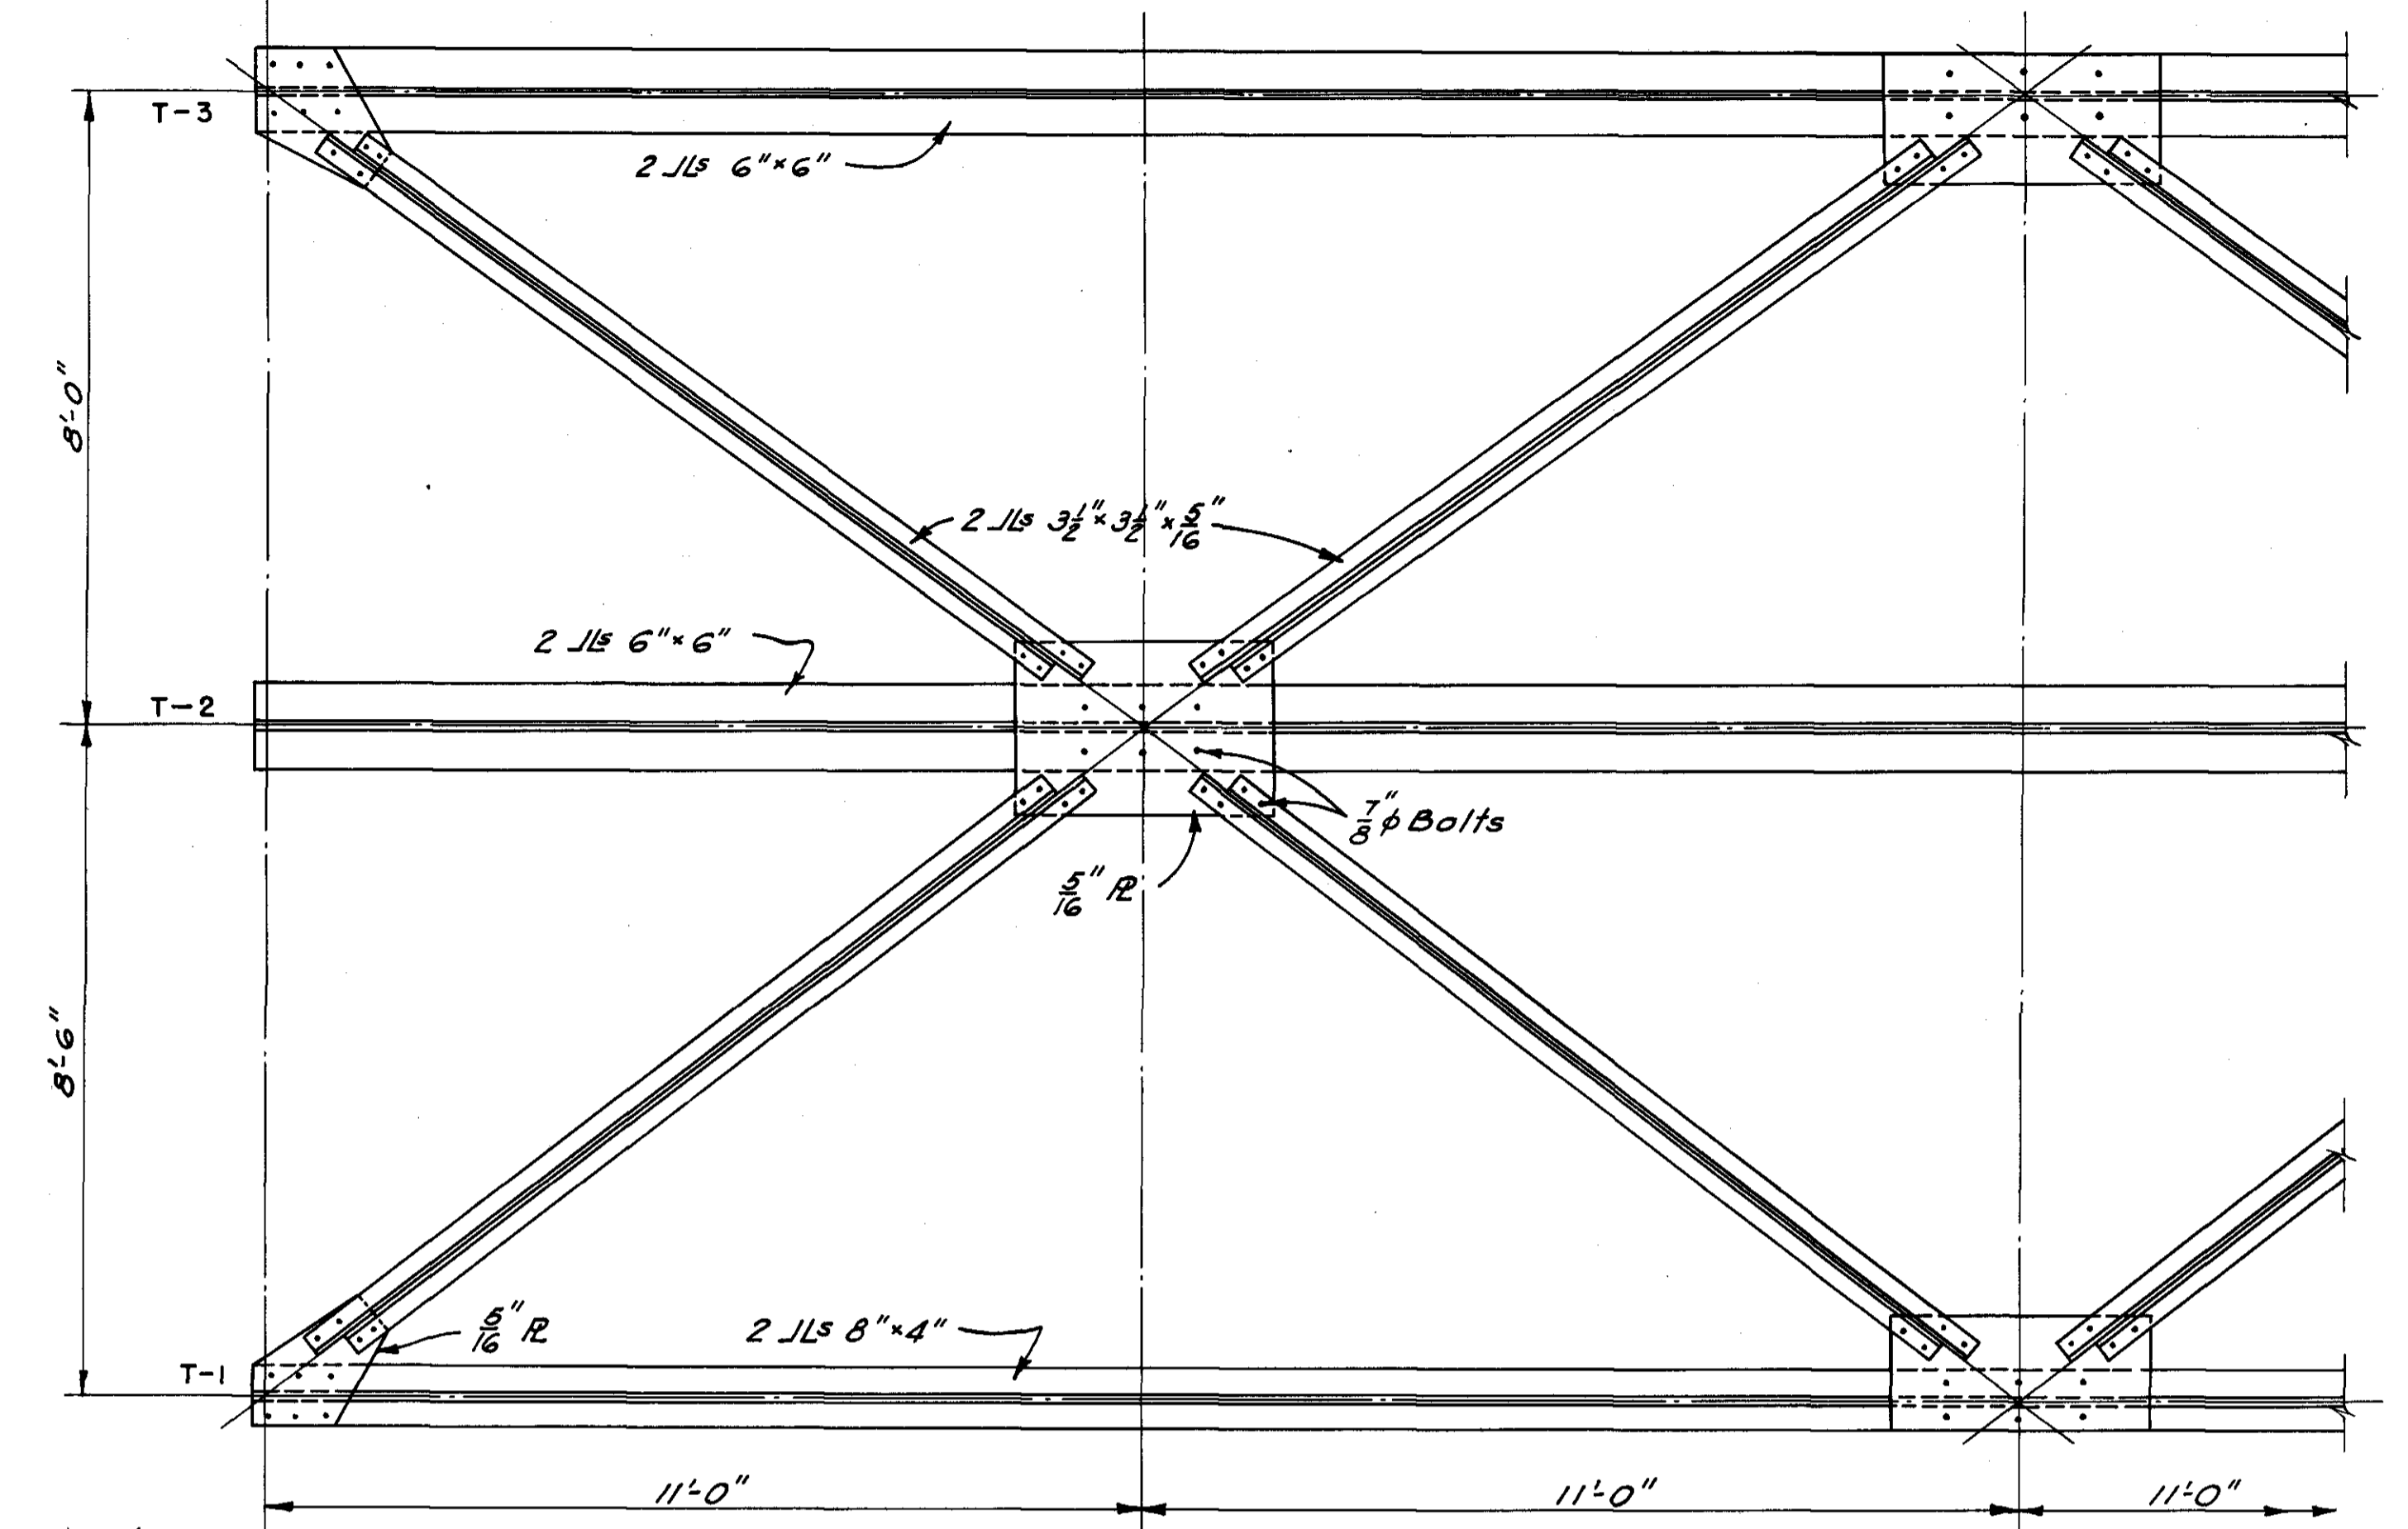 T-3
2 ⅃Ls 6"×6"
8'-0"
2 ⅃Ls 3½"×3½"×5/16"
2 ⅃Ls 6"×6"
T-2
7/8"φ Bolts
5/16" ℞
8'-6"
5/16" ℞
2 ⅃Ls 8"×4"
T-1
11'-0"
11'-0"
11'-0"